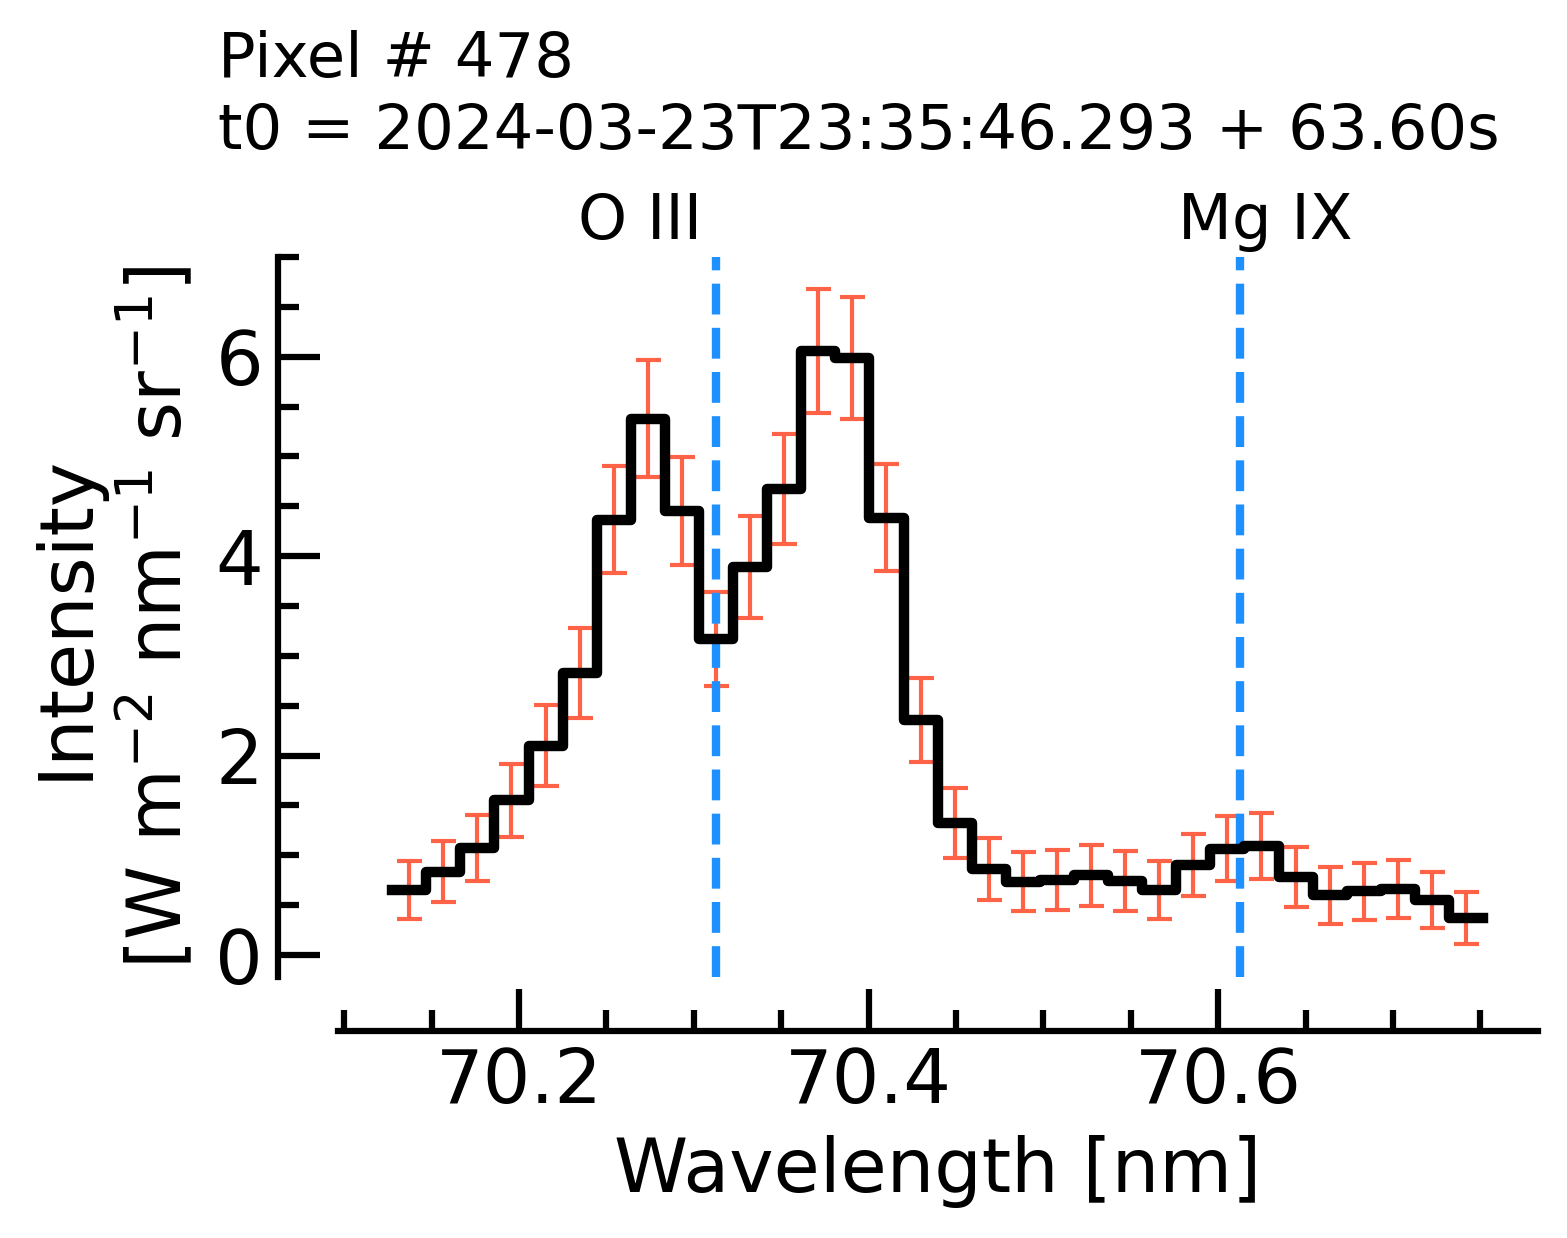 Pixel # 478
t0 = 2024-03-23T23:35:46.293 + 63.60s
O III
Mg IX
Intensity
[W m⁻² nm⁻¹ sr⁻¹]
6
4
2
0
70.2
70.4
70.6
Wavelength [nm]